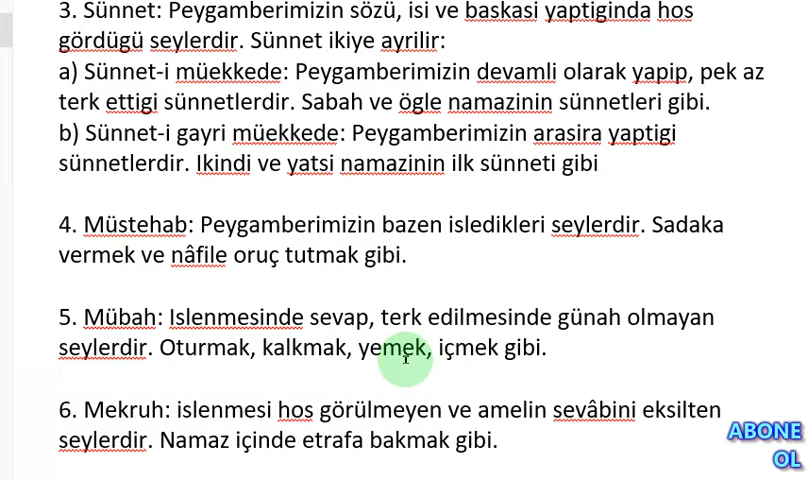 3. Sünnet: Peygamberimizin sözü, isi ve baskasi yaptiginda hos
gördügü seylerdir. Sünnet ikiye ayrilir:
a) Sünnet-i müekkede: Peygamberimizin devamli olarak yapip, pek az
terk ettigi sünnetlerdir. Sabah ve ögle namazinin sünnetleri gibi.
b) Sünnet-i gayri müekkede: Peygamberimizin arasira yaptigi
sünnetlerdir. Ikindi ve yatsi namazinin ilk sünneti gibi
4. Müstehab: Peygamberimizin bazen isledikleri seylerdir. Sadaka
vermek ve nâfile oruç tutmak gibi.
5. Mübah: Islenmesinde sevap, terk edilmesinde günah olmayan
seylerdir. Oturmak, kalkmak, yemek, içmek gibi.
6. Mekruh: islenmesi hos görülmeyen ve amelin sevâbini eksilten
seylerdir. Namaz içinde etrafa bakmak gibi.
ABONE
OL